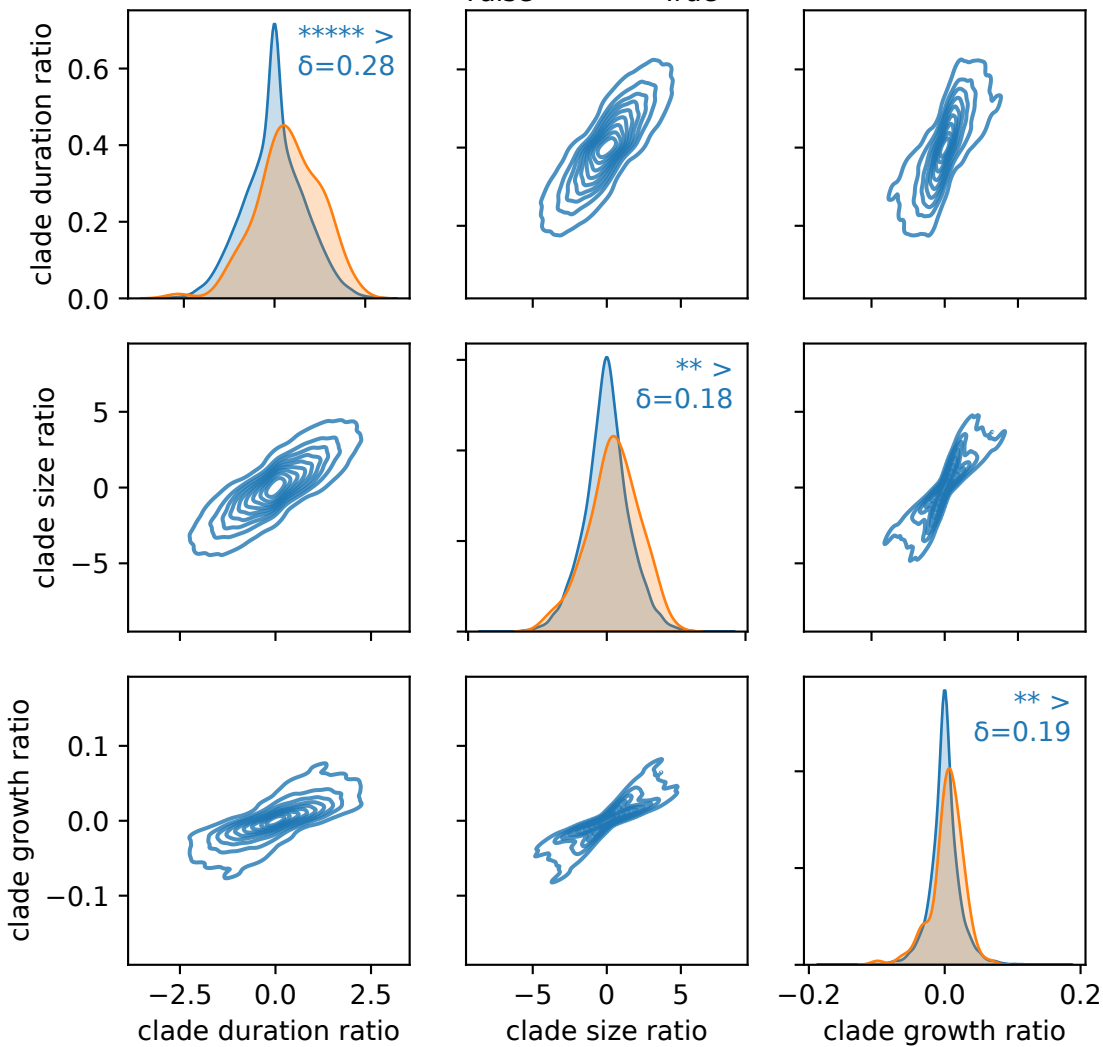 ***** >
δ=0.28
clade duration ratio
0.6
0.4
0.2
0.0
** >
δ=0.18
clade size ratio
5
0
−5
** >
δ=0.19
clade growth ratio
0.1
0.0
−0.1
−2.5 0.0 2.5
−5 0 5
−0.2 0.0 0.2
clade duration ratio
clade size ratio
clade growth ratio